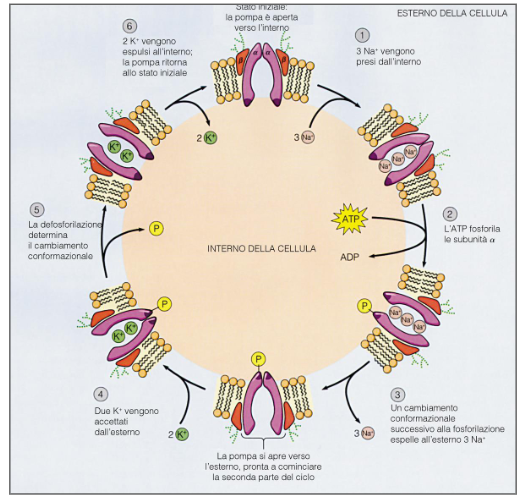 Stato iniziale:
la pompa è aperta
verso l'interno
ESTERNO DELLA CELLULA
6
2 K⁺ vengono
espulsi all'interno;
la pompa ritorna
allo stato iniziale
1
3 Na⁺ vengono
presi dall'interno
β α α β
2 K⁺
3 Na⁺
K⁺
K⁺
Na⁺
Na⁺
Na⁺
5
La defosforilazione
determina
il cambiamento
conformazionale
P
INTERNO DELLA CELLULA
ATP
ADP
2
L'ATP fosforila
le subunità α
P
K⁺
K⁺
P
Na⁺
Na⁺
Na⁺
P
4
Due K⁺ vengono
accettati
dall'esterno
2 K⁺
3 Na⁺
3
Un cambiamento
conformazionale
successivo alla fosforilazione
espelle all'esterno 3 Na⁺
La pompa si apre verso
l'esterno, pronta a cominciare
la seconda parte del ciclo